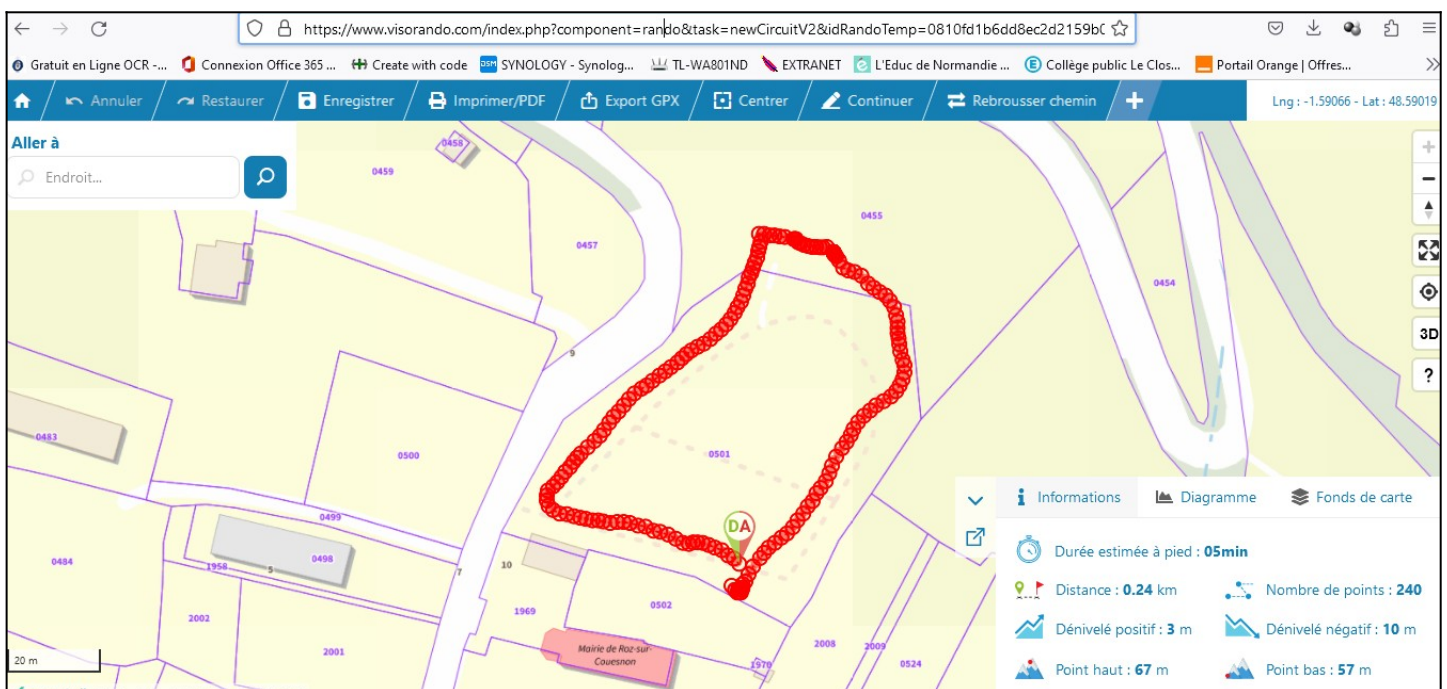 https://www.visorando.com/index.php?component=rando&task=newCircuitV2&idRandoTemp=0810fd1b6dd8ec2d2159b0
Gratuit en Ligne OCR -... Connexion Office 365 ... Create with code SYNOLOGY - Synolog... TL-WA801ND EXTRANET L'Educ de Normandie ... Collège public Le Clos... Portail Orange | Offres...
Annuler Restaurer Enregistrer Imprimer/PDF Export GPX Centrer Continuer Rebrousser chemin + Lng : -1.59066 - Lat : 48.59019
Aller à
Endroit...
0458
0459
0455
0457
0454
3D
?
9
0483
0500
0501
0499
0484
1958
5
0498
7
10
DA
2002
1969
0502
2001
Mairie de Roz-sur-
Couesnon
1970
2008
2009
0524
20 m
Informations Diagramme Fonds de carte
Durée estimée à pied : 05min
Distance : 0.24 km Nombre de points : 240
Dénivelé positif : 3 m Dénivelé négatif : 10 m
Point haut : 67 m Point bas : 57 m